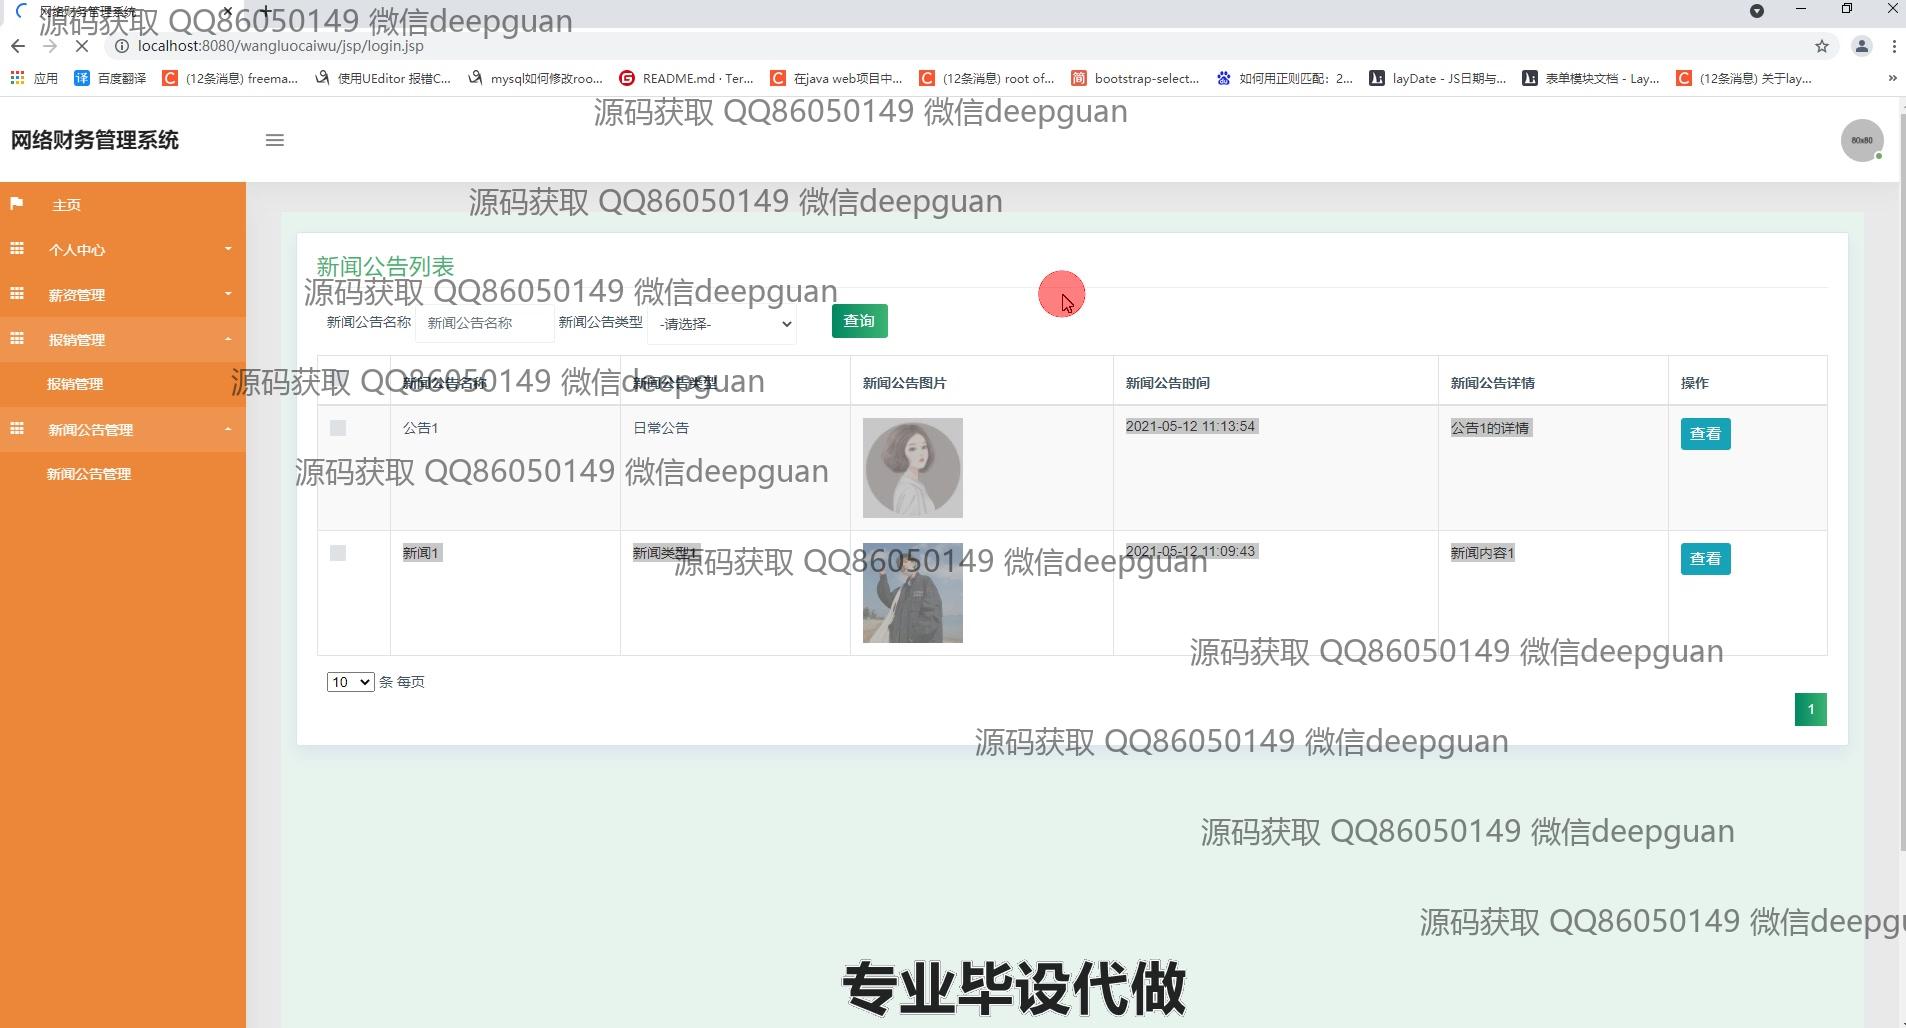 网络财务管理系统
源码获取 QQ86050149 微信deepguan
localhost:8080/wangluocaiwu/jsp/login.jsp
应用 百度翻译 (12条消息) freema... 使用UEditor 报错C... mysql如何修改roo... README.md · Ter... 在java web项目中... (12条消息) root of... bootstrap-select... 如何用正则匹配：2... layDate - JS日期与... 表单模块文档 - Lay... (12条消息) 关于lay... »
源码获取 QQ86050149 微信deepguan
网络财务管理系统
80x80
源码获取 QQ86050149 微信deepguan
主页
个人中心
薪资管理
报销管理
报销管理
新闻公告管理
新闻公告管理
新闻公告列表
源码获取 QQ86050149 微信deepguan
新闻公告名称 新闻公告名称 新闻公告类型 -请选择- 查询
源码获取 QQ86050149 微信deepguan
新闻公告名称 新闻公告类型 新闻公告图片 新闻公告时间 新闻公告详情 操作
公告1 日常公告 2021-05-12 11:13:54 公告1的详情 查看
源码获取 QQ86050149 微信deepguan
新闻1 新闻类型1 2021-05-12 11:09:43 新闻内容1 查看
源码获取 QQ86050149 微信deepguan
源码获取 QQ86050149 微信deepguan
10 条 每页
1
源码获取 QQ86050149 微信deepguan
源码获取 QQ86050149 微信deepguan
源码获取 QQ86050149 微信deepgu
专业毕设代做